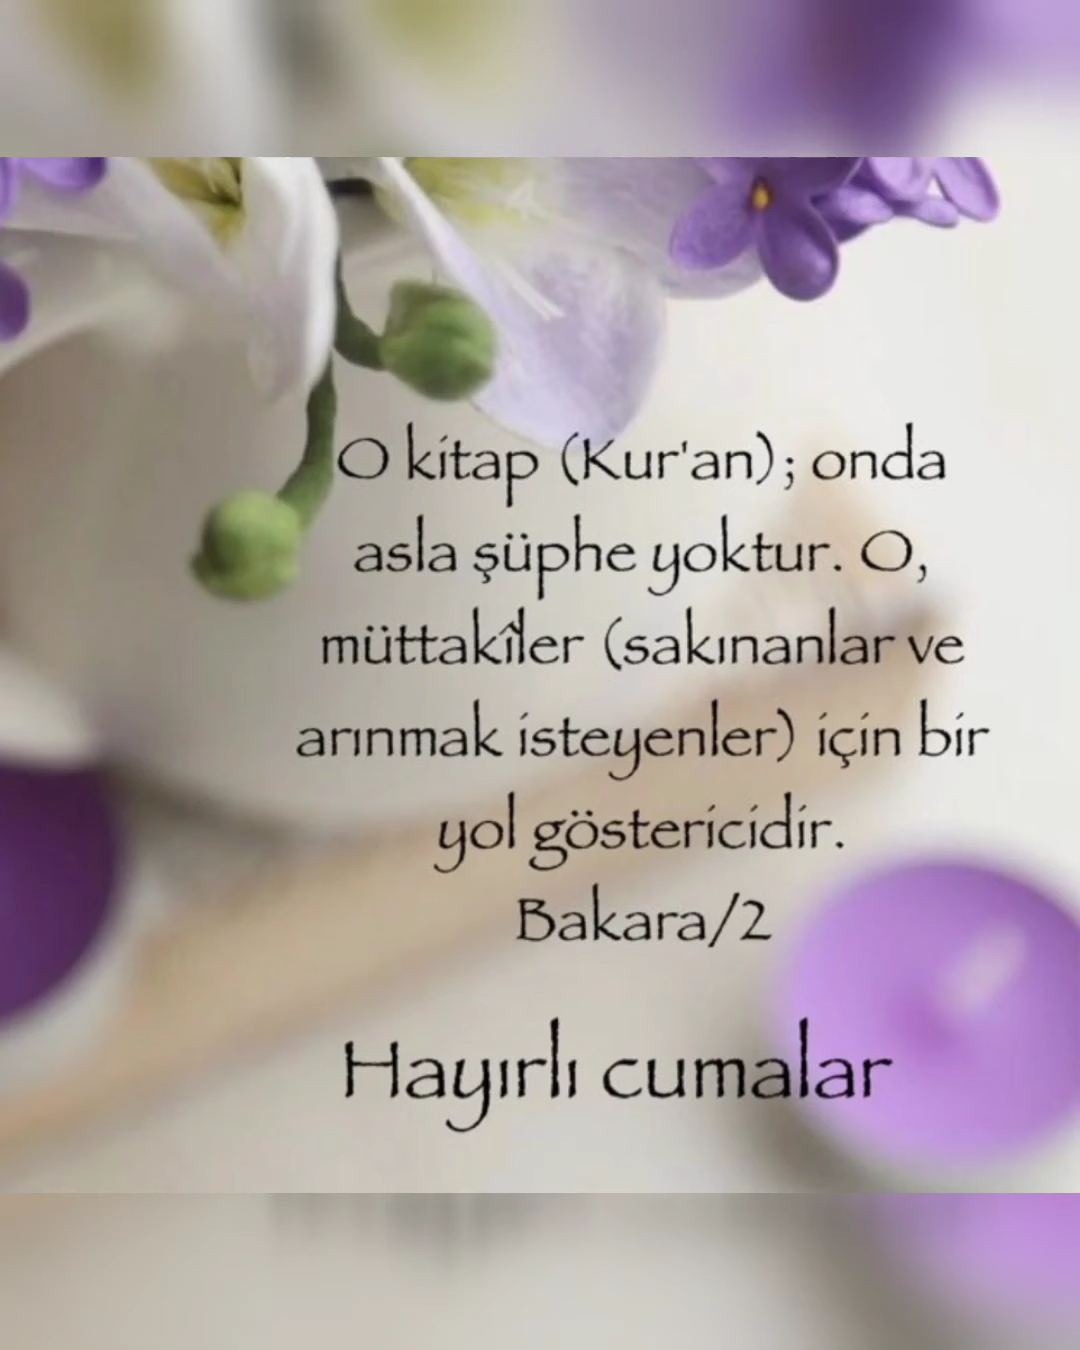 O kitap (Kur'an); onda
asla şüphe yoktur. O,
müttakîler (sakınanlar ve
arınmak isteyenler) için bir
yol göstericidir.
Bakara/2
Hayırlı cumalar